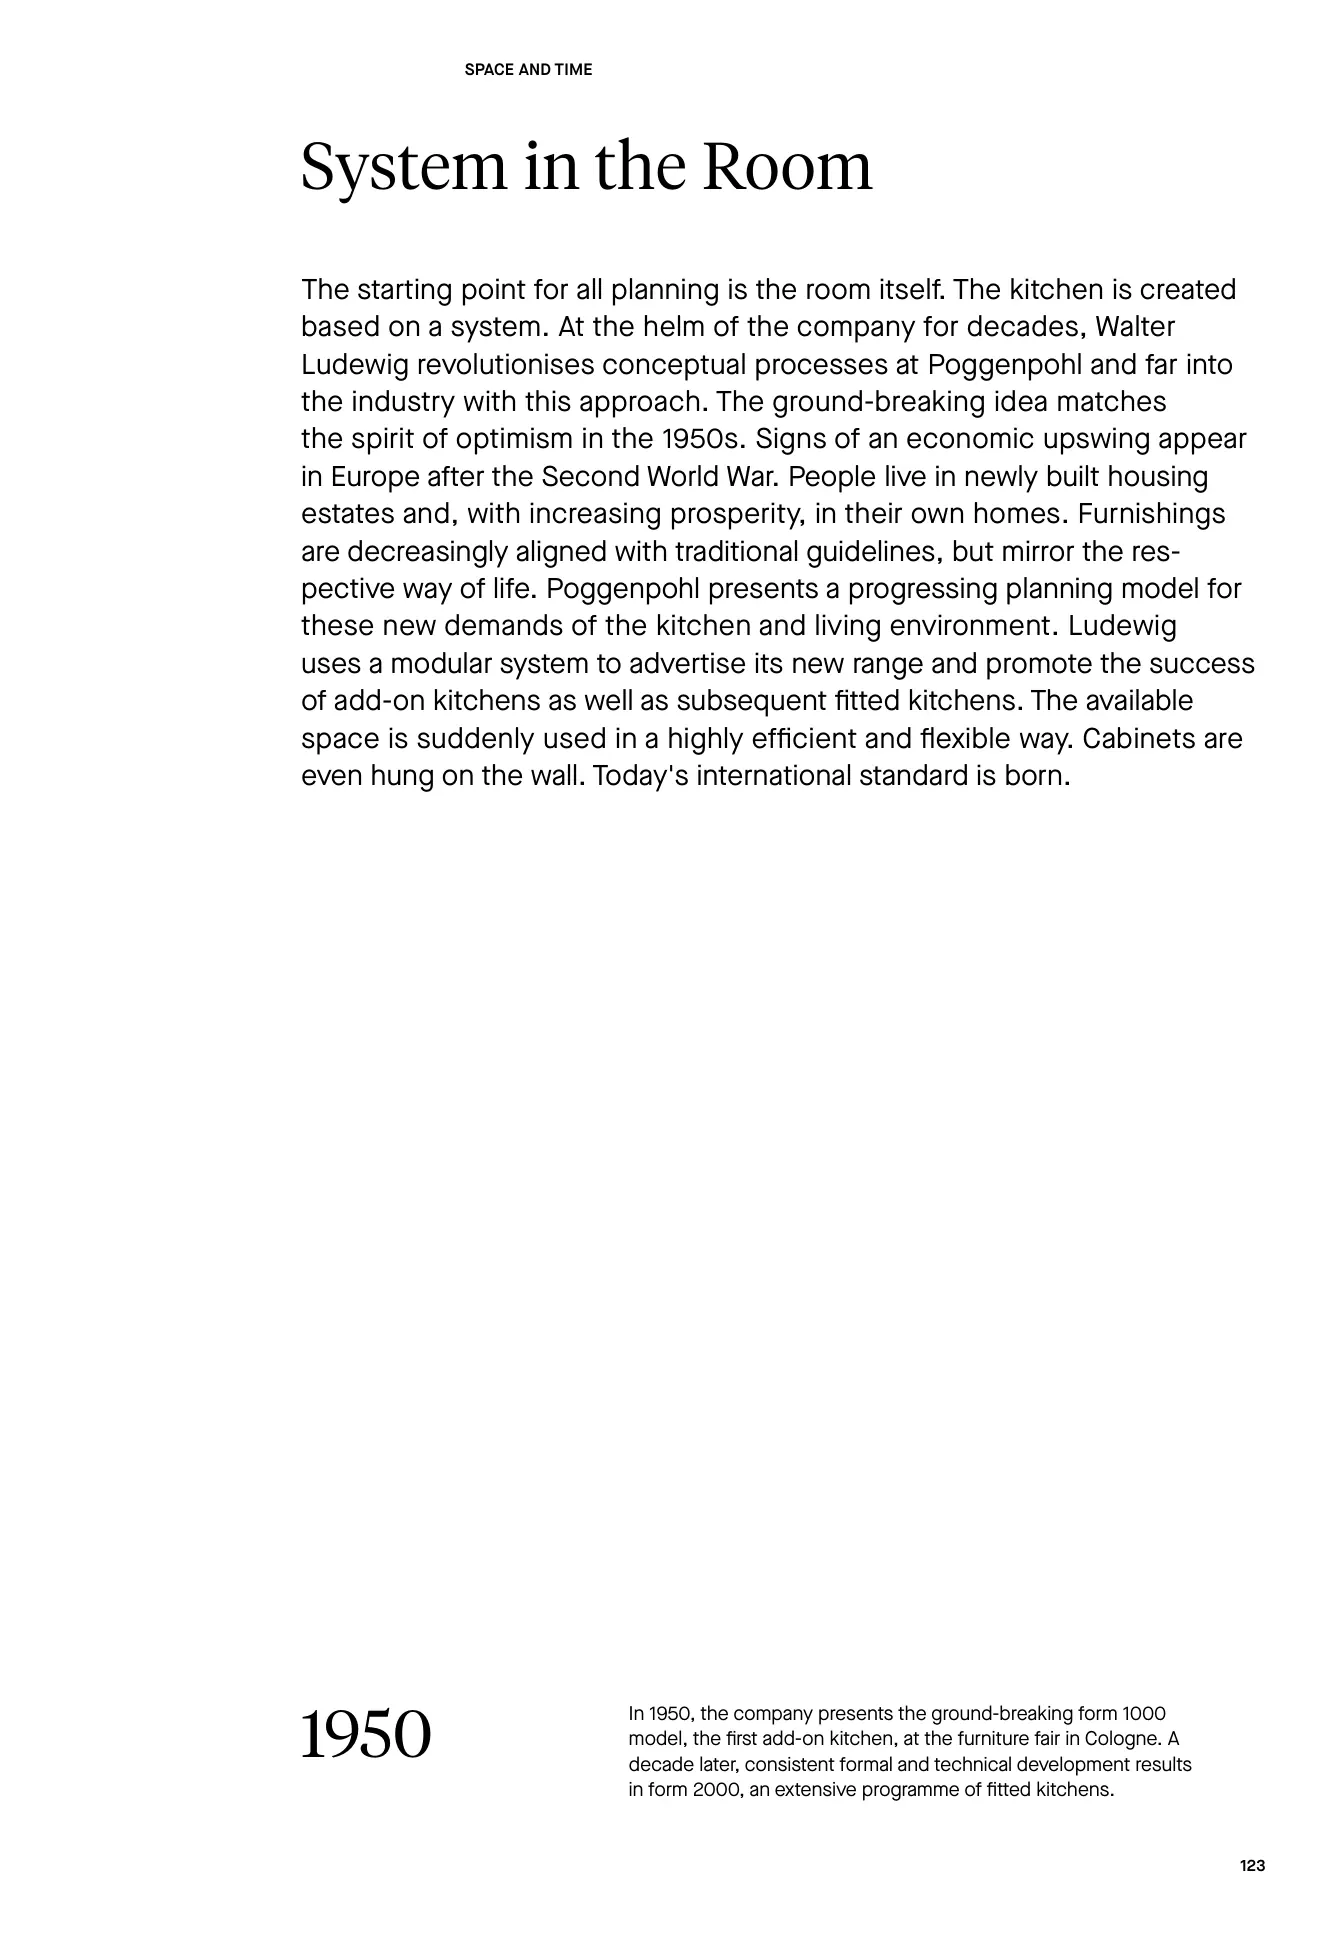 SPACE AND TIME
System in the Room
The starting point for all planning is the room itself. The kitchen is created
based on a system. At the helm of the company for decades, Walter
Ludewig revolutionises conceptual processes at Poggenpohl and far into
the industry with this approach. The ground-breaking idea matches
the spirit of optimism in the 1950s. Signs of an economic upswing appear
in Europe after the Second World War. People live in newly built housing
estates and, with increasing prosperity, in their own homes. Furnishings
are decreasingly aligned with traditional guidelines, but mirror the res-
pective way of life. Poggenpohl presents a progressing planning model for
these new demands of the kitchen and living environment. Ludewig
uses a modular system to advertise its new range and promote the success
of add-on kitchens as well as subsequent fitted kitchens. The available
space is suddenly used in a highly efficient and flexible way. Cabinets are
even hung on the wall. Today's international standard is born.
1950
In 1950, the company presents the ground-breaking form 1000
model, the first add-on kitchen, at the furniture fair in Cologne. A
decade later, consistent formal and technical development results
in form 2000, an extensive programme of fitted kitchens.
123